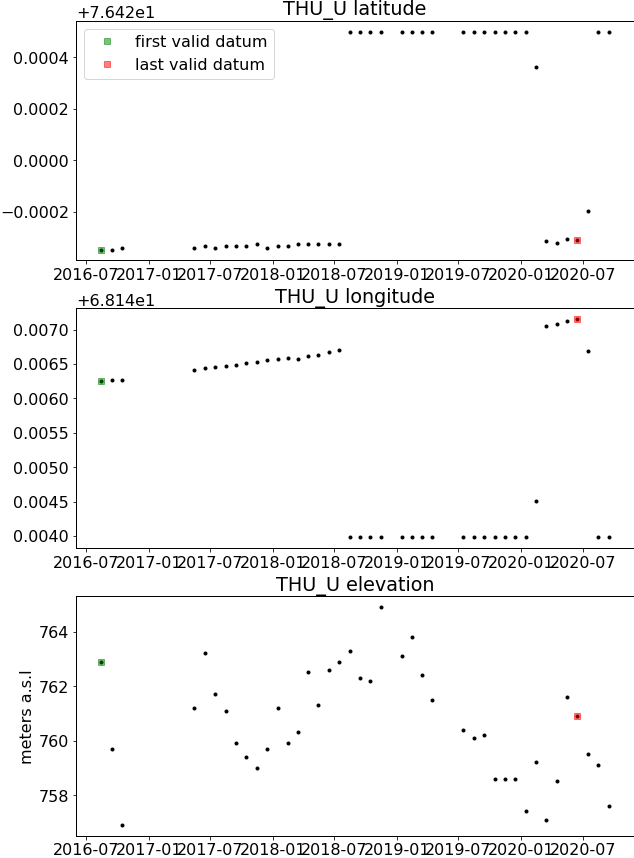 THU_U latitude
+7.642e1
first valid datum
last valid datum
0.0004
0.0002
0.0000
−0.0002
2016-07 2017-01 2017-07 2018-01 2018-07 2019-01 2019-07 2020-01 2020-07
THU_U longitude
+6.814e1
0.0070
0.0065
0.0060
0.0055
0.0050
0.0045
0.0040
2016-07 2017-01 2017-07 2018-01 2018-07 2019-01 2019-07 2020-01 2020-07
THU_U elevation
764
762
760
758
meters a.s.l
2016-07 2017-01 2017-07 2018-01 2018-07 2019-01 2019-07 2020-01 2020-07